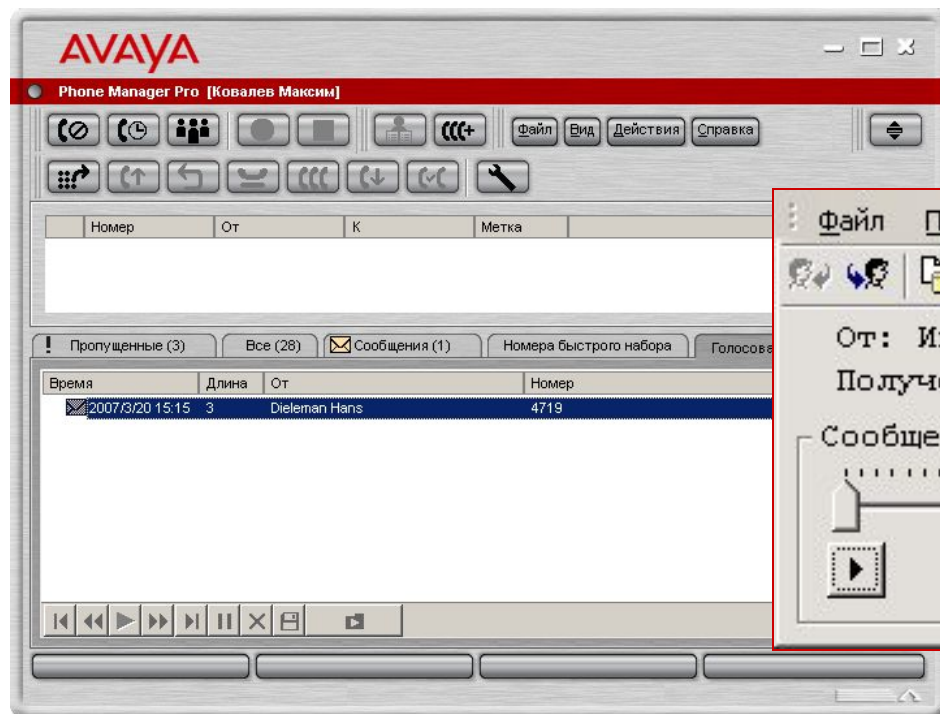 AVAYA
Phone Manager Pro [Ковалев Максим]
Файл Вид Действия Справка
Номер От К Метка
! Пропущенные (3) Все (28) Сообщения (1) Номера быстрого набора Голосова
Время Длина От Номер
2007/3/20 15:15 3 Dieleman Hans 4719
Файл П
От: И
Получе
Сообще